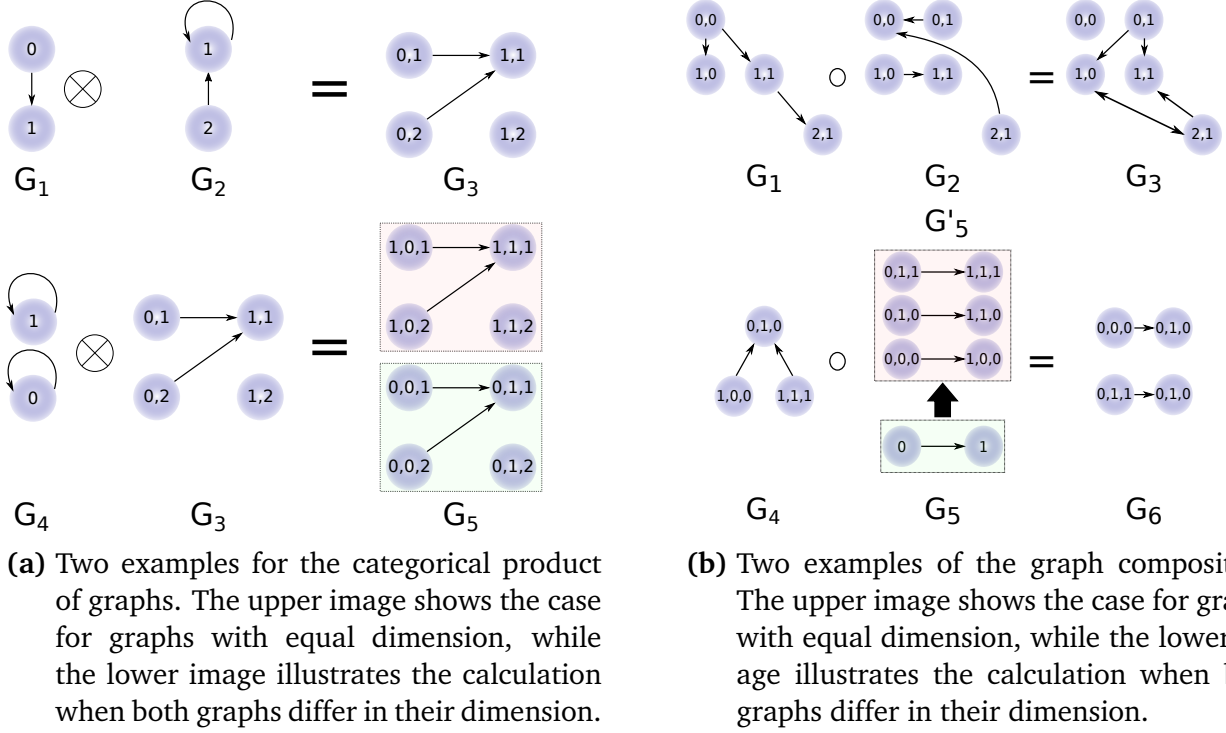 0
1
G₁
⊗
1
2
G₂
=
0,1
1,1
0,2
1,2
G₃
1
0
G₄
⊗
0,1
1,1
0,2
1,2
G₃
=
1,0,1
1,1,1
1,0,2
1,1,2
0,0,1
0,1,1
0,0,2
0,1,2
G₅
(a) Two examples for the categorical product
of graphs. The upper image shows the case
for graphs with equal dimension, while
the lower image illustrates the calculation
when both graphs differ in their dimension.
0,0
1,0
1,1
2,1
G₁
0,0
0,1
1,0
1,1
2,1
G₂
=
0,0
0,1
1,0
1,1
2,1
G₃
0,1,0
1,0,0
1,1,1
G₄
G'₅
0,1,1
1,1,1
0,1,0
1,1,0
0,0,0
1,0,0
0
1
G₅
=
0,0,0
0,1,0
0,1,1
0,1,0
G₆
(b) Two examples of the graph composit
The upper image shows the case for gra
with equal dimension, while the lower
age illustrates the calculation when b
graphs differ in their dimension.